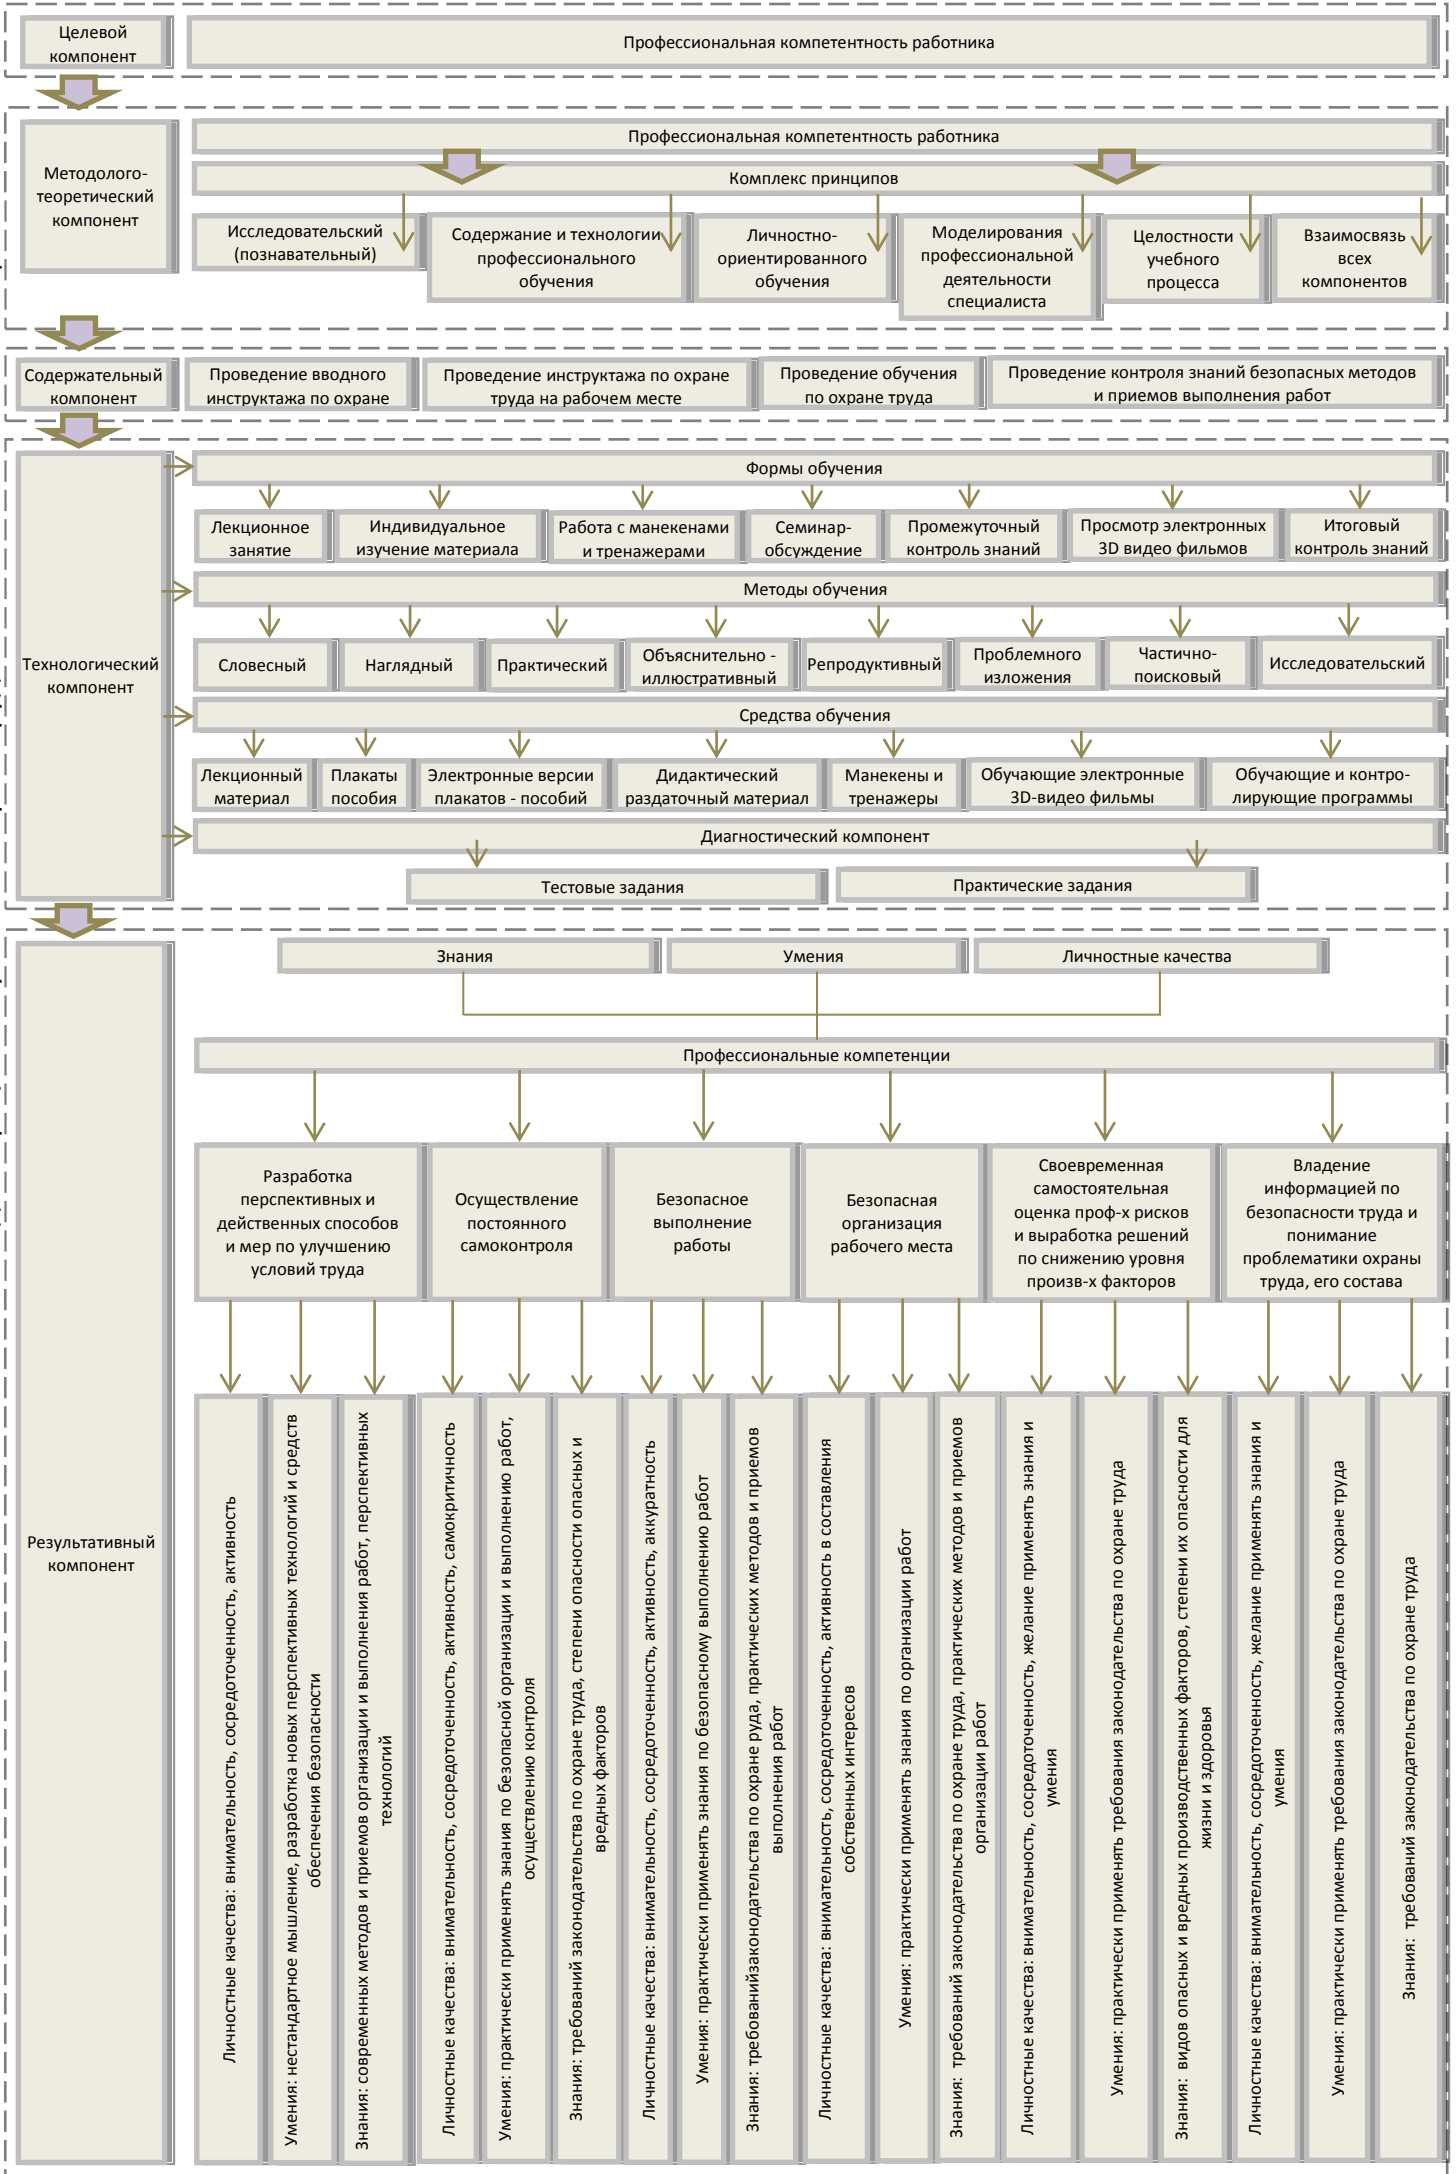 Целевой
компонент
Профессиональная компетентность работника
Методолого-
теоретический
компонент
Профессиональная компетентность работника
Комплекс принципов
Исследовательский
(познавательный)
Содержание и технологии
профессионального
обучения
Личностно-
ориентированного
обучения
Моделирования
профессиональной
деятельности
специалиста
Целостности
учебного
процесса
Взаимосвязь
всех
компонентов
Содержательный
компонент
Проведение вводного
инструктажа по охране
Проведение инструктажа по охране
труда на рабочем месте
Проведение обучения
по охране труда
Проведение контроля знаний безопасных методов
и приемов выполнения работ
Технологический
компонент
Формы обучения
Лекционное
занятие
Индивидуальное
изучение материала
Работа с манекенами
и тренажерами
Семинар-
обсуждение
Промежуточный
контроль знаний
Просмотр электронных
3D видео фильмов
Итоговый
контроль знаний
Методы обучения
Словесный
Наглядный
Практический
Объяснительно -
иллюстративный
Репродуктивный
Проблемного
изложения
Частично-
поисковый
Исследовательский
Средства обучения
Лекционный
материал
Плакаты
пособия
Электронные версии
плакатов - пособий
Дидактический
раздаточный материал
Манекены и
тренажеры
Обучающие электронные
3D-видео фильмы
Обучающие и контро-
лирующие программы
Диагностический компонент
Тестовые задания
Практические задания
Результативный
компонент
Знания
Умения
Личностные качества
Профессиональные компетенции
Разработка
перспективных и
действенных способов
и мер по улучшению
условий труда
Осуществление
постоянного
самоконтроля
Безопасное
выполнение
работы
Безопасная
организация
рабочего места
Своевременная
самостоятельная
оценка проф-х рисков
и выработка решений
по снижению уровня
произв-х факторов
Владение
информацией по
безопасности труда и
понимание
проблематики охраны
труда, его состава
Личностные качества: внимательность, сосредоточенность, активность
Умения: нестандартное мышление, разработка новых перспективных технологий и средств
обеспечения безопасности
Знания: современных методов и приемов организации и выполнения работ, перспективных
технологий
Личностные качества: внимательность, сосредоточенность, активность, самокритичность
Умения: практически применять знания по безопасной организации и выполнению работ,
осуществлению контроля
Знания: требований законодательства по охране труда, степени опасности опасных и
вредных факторов
Личностные качества: внимательность, сосредоточенность, активность, аккуратность
Умения: практически применять знания по безопасному выполнению работ
Знания: требованийзаконодательства по охране руда, практических методов и приемов
выполнения работ
Личностные качества: внимательность, сосредоточенность, активность в составления
собственных интересов
Умения: практически применять знания по организации работ
Знания: требований законодательства по охране труда, практических методов и приемов
организации работ
Личностные качества: внимательность, сосредоточенность, желание применять знания и
умения
Умения: практически применять требования законодательства по охране труда
Знания: видов опасных и вредных производственных факторов, степени их опасности для
жизни и здоровья
Личностные качества: внимательность, сосредоточенность, желание применять знания и
умения
Умения: практически применять требования законодательства по охране труда
Знания: требований законодательства по охране труда